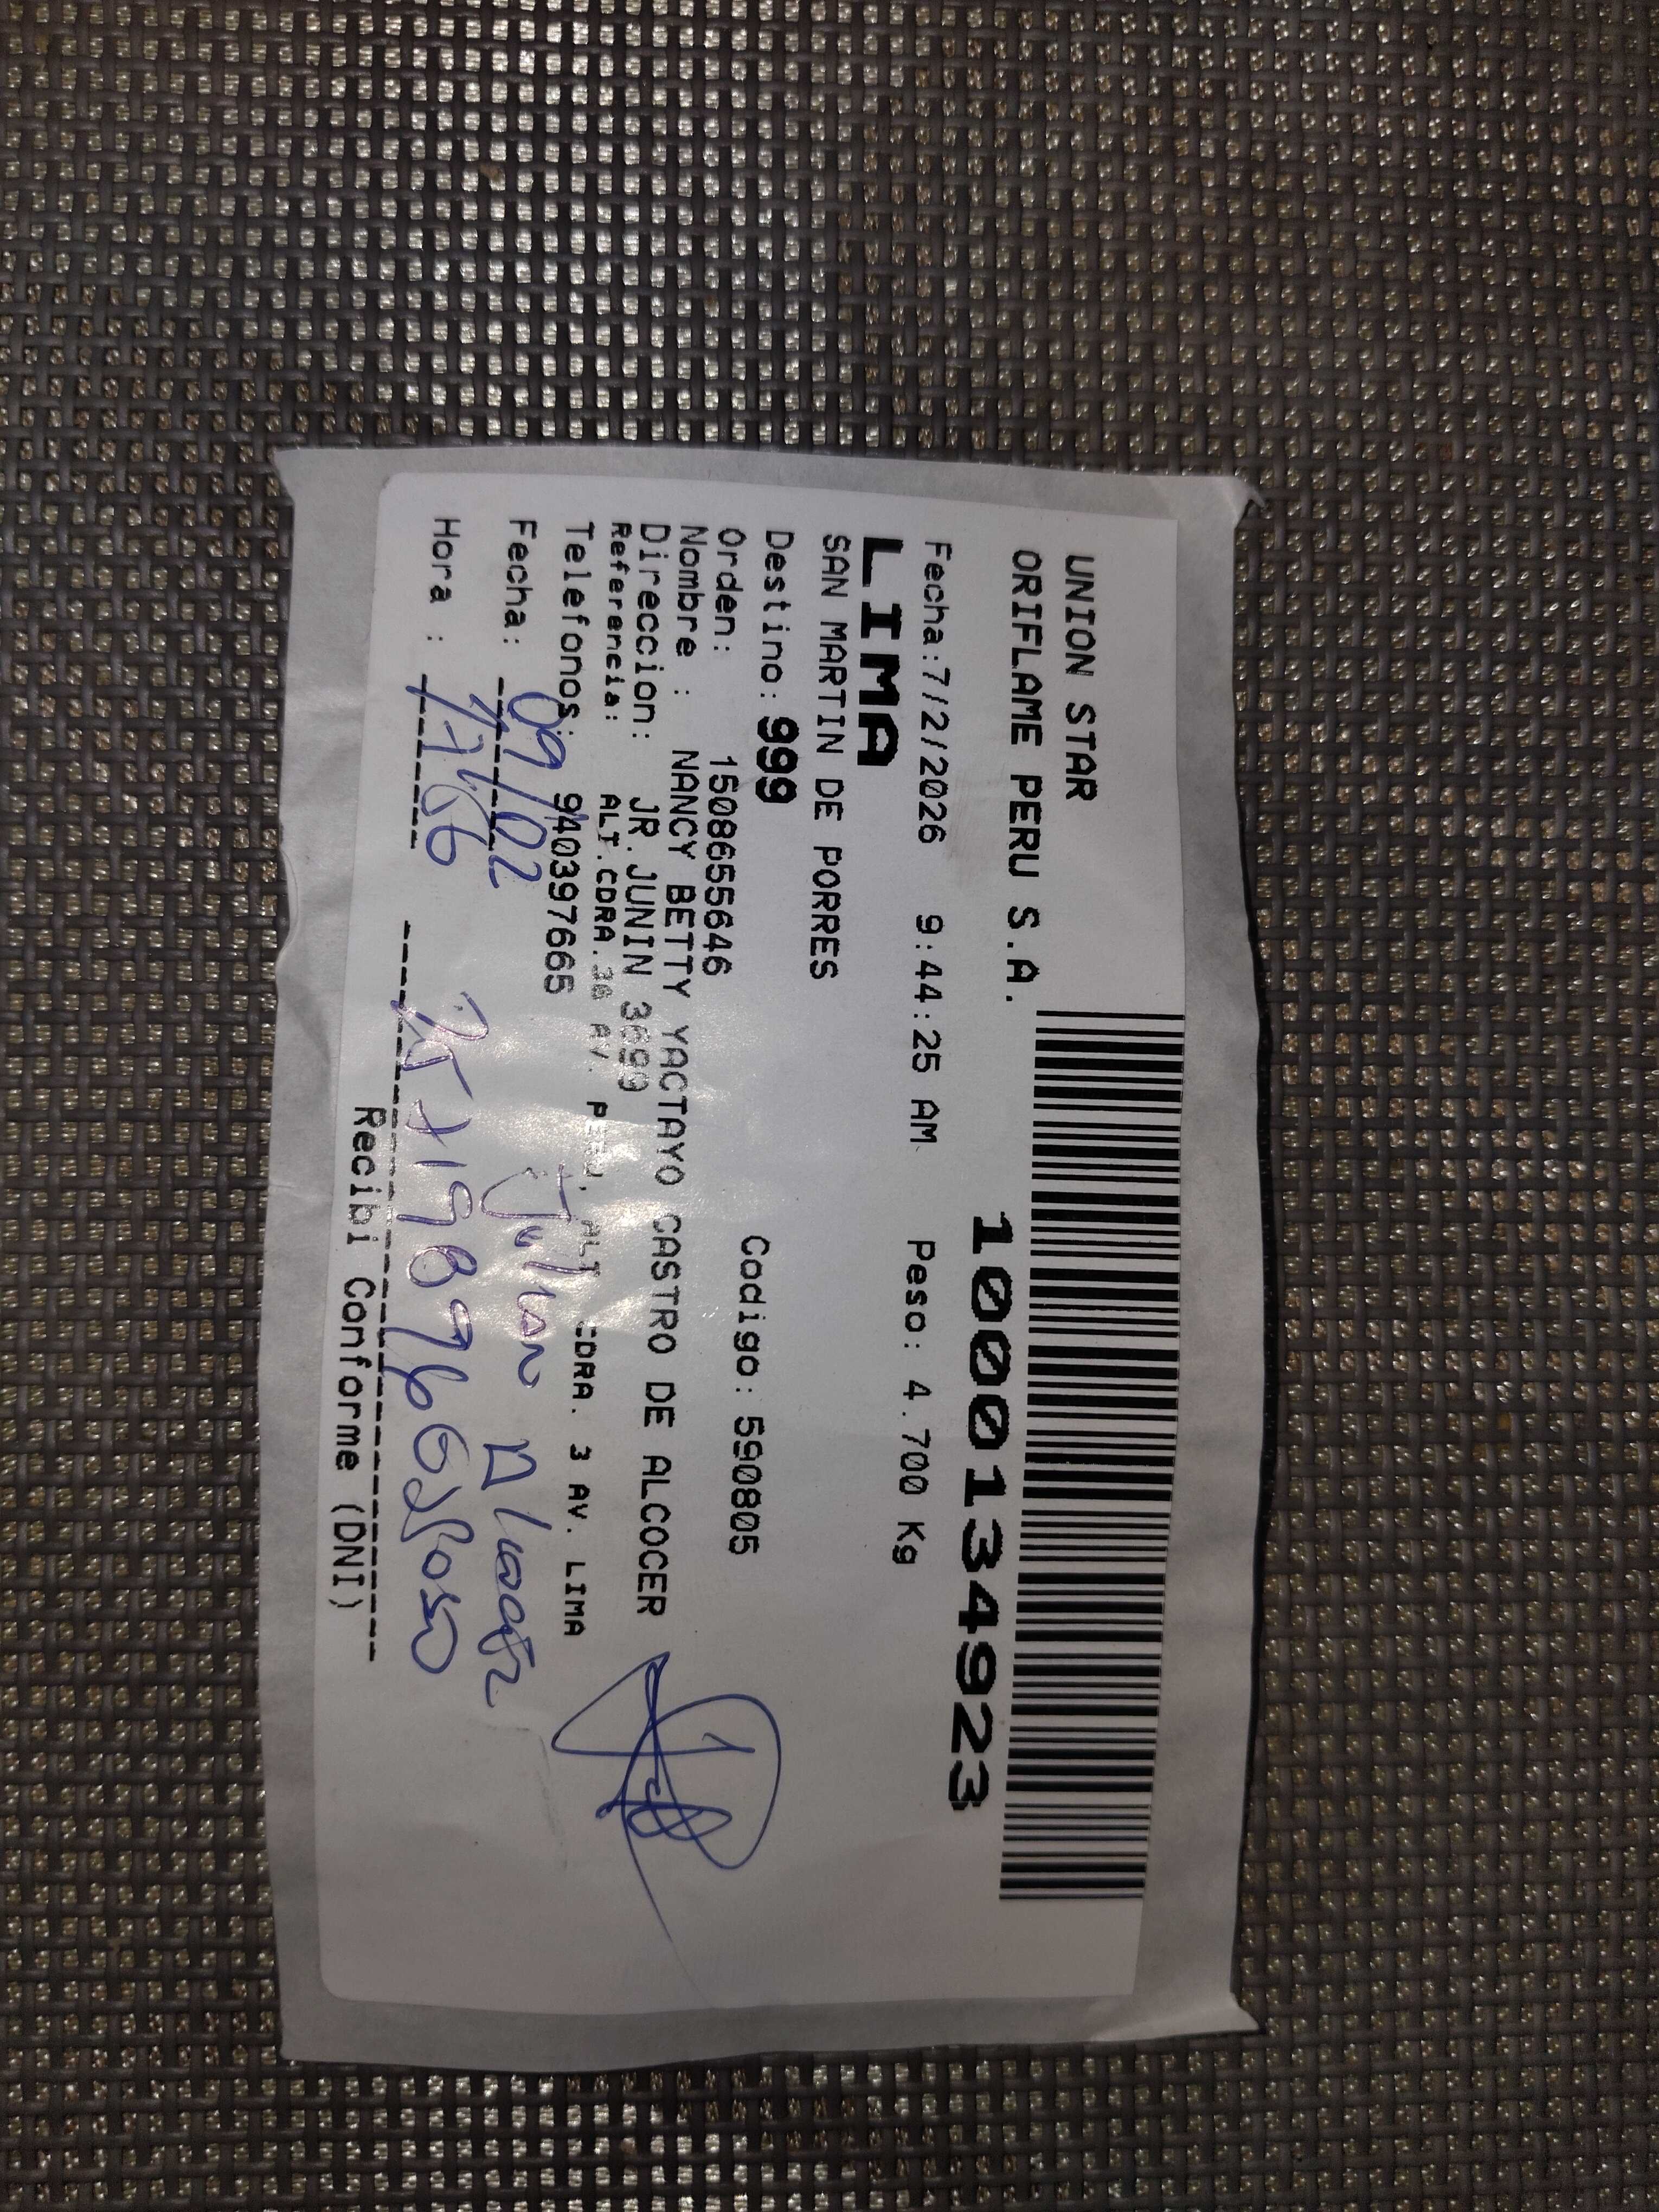 UNION STAR
ORIFLAME PERU S.A.
1000134923
Fecha:7/2/2026 9:44:25 AM Peso: 4.700 Kg
LIMA
SAN MARTIN DE PORRES
Destino: 999 Codigo: 590805
Orden: 1508655646
Nombre : NANCY BETTY YACTAYO CASTRO DE ALCOCER
Direccion: JR.JUNIN 3699
Referencia: ALT.CDRA.36 AV. PERU, ALT CDRA. 3 AV. LIMA
Telefonos: 940397665
Fecha: 09/02 Julian
Hora :
Recibi Conforme (DNI)